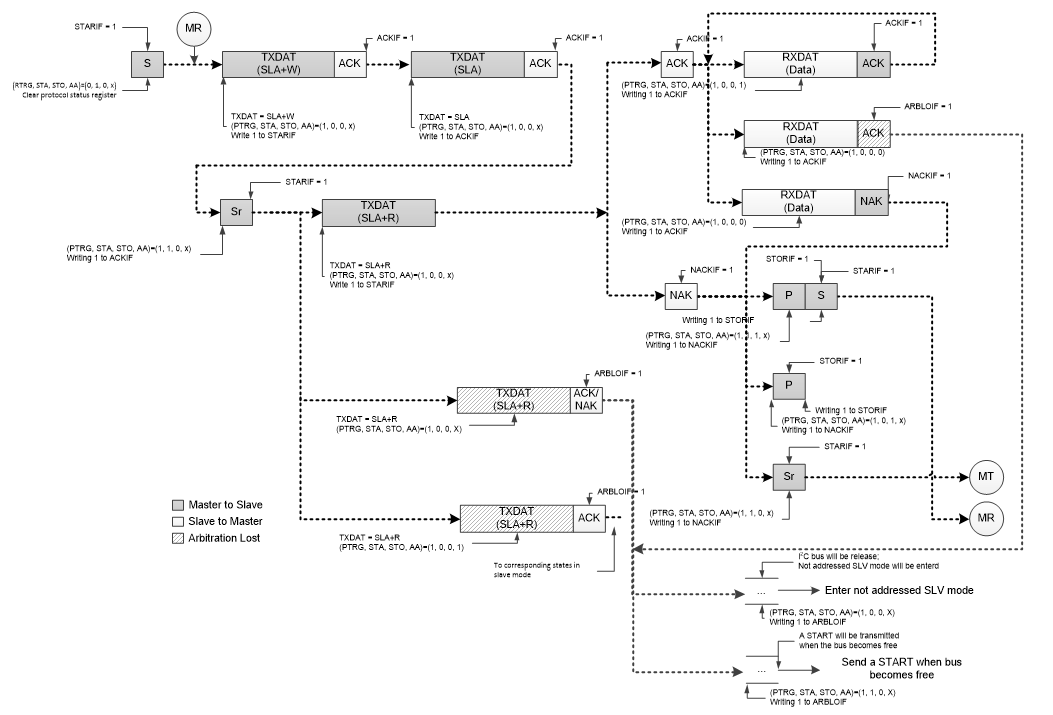 STARIF = 1
MR
S
TXDAT
(SLA+W)
ACK
ACKIF = 1
TXDAT
(SLA)
ACK
ACKIF = 1
(RTRG, STA, STO, AA)=(0, 1, 0, x)
Clear protocol status register
TXDAT = SLA+W
(PTRG, STA, STO, AA)=(1, 0, 0, x)
Write 1 to STARIF
TXDAT = SLA
(PTRG, STA, STO, AA)=(1, 0, 0, x)
Write 1 to ACKIF
ACKIF = 1
ACK
(PTRG, STA, STO, AA)=(1, 0, 0, 1)
Writing 1 to ACKIF
RXDAT
(Data)
ACK
ACKIF = 1
ARBLOIF = 1
RXDAT
(Data)
ACK
(PTRG, STA, STO, AA)=(1, 0, 0, 0)
Writing 1 to ACKIF
NACKIF = 1
RXDAT
(Data)
NAK
(PTRG, STA, STO, AA)=(1, 0, 0, 0)
Writing 1 to ACKIF
Sr
STARIF = 1
(PTRG, STA, STO, AA)=(1, 1, 0, x)
Writing 1 to ACKIF
TXDAT
(SLA+R)
TXDAT = SLA+R
(PTRG, STA, STO, AA)=(1, 0, 0, x)
Write 1 to STARIF
NACKIF = 1
NAK
STORIF = 1
STARIF = 1
P
S
Writing 1 to STORIF
(PTRG, STA, STO, AA)=(1, 1, 1, x)
Writing 1 to NACKIF
STORIF = 1
P
Writing 1 to STORIF
(PTRG, STA, STO, AA)=(1, 0, 1, x)
Writing 1 to NACKIF
STARIF = 1
Sr
(PTRG, STA, STO, AA)=(1, 1, 0, x)
Writing 1 to NACKIF
MT
MR
ARBLOIF = 1
TXDAT
(SLA+R)
ACK/
NAK
TXDAT = SLA+R
(PTRG, STA, STO, AA)=(1, 0, 0, X)
ARBLOIF = 1
TXDAT
(SLA+R)
ACK
TXDAT = SLA+R
(PTRG, STA, STO, AA)=(1, 0, 0, 1)
To corresponding states in
slave mode
Master to Slave
Slave to Master
Arbitration Lost
I²C bus will be release;
Not addressed SLV mode will be enterd
...
Enter not addressed SLV mode
(PTRG, STA, STO, AA)=(1, 0, 0, X)
Writing 1 to ARBLOIF
A START will be transmitted
when the bus becomes free
...
Send a START when bus
becomes free
(PTRG, STA, STO, AA)=(1, 1, 0, X)
Writing 1 to ARBLOIF